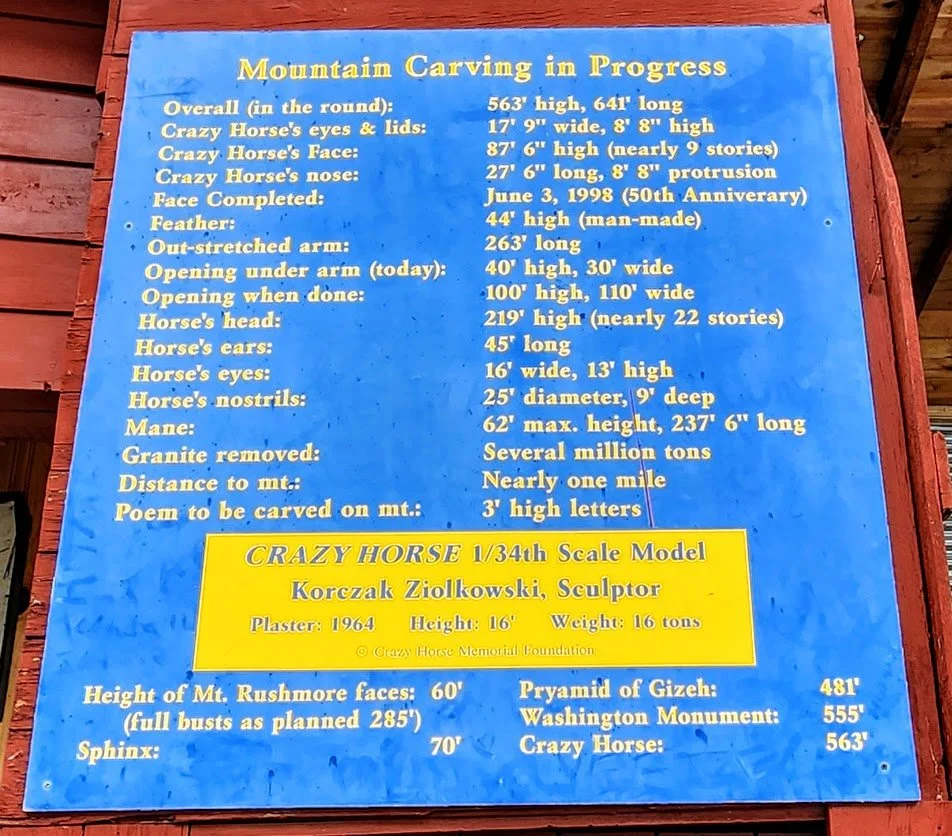 Mountain Carving in Progress
Overall (in the round): 563' high, 641' long
Crazy Horse's eyes & lids: 17' 9" wide, 8' 8" high
Crazy Horse's Face: 87' 6" high (nearly 9 stories)
Crazy Horse's nose: 27' 6" long, 8' 8" protrusion
Face Completed: June 3, 1998 (50th Anniverary)
Feather: 44' high (man-made)
Out-stretched arm: 263' long
Opening under arm (today): 40' high, 30' wide
Opening when done: 100' high, 110' wide
Horse's head: 219' high (nearly 22 stories)
Horse's ears: 45' long
Horse's eyes: 16' wide, 13' high
Horse's nostrils: 25' diameter, 9' deep
Mane: 62' max. height, 237' 6" long
Granite removed: Several million tons
Distance to mt.: Nearly one mile
Poem to be carved on mt.: 3' high letters
CRAZY HORSE 1/34th Scale Model
Korczak Ziolkowski, Sculptor
Plaster: 1964 Height: 16' Weight: 16 tons
© Crazy Horse Memorial Foundation
Height of Mt. Rushmore faces: 60' Pryamid of Gizeh: 481'
(full busts as planned 285') Washington Monument: 555'
Sphinx: 70' Crazy Horse: 563'